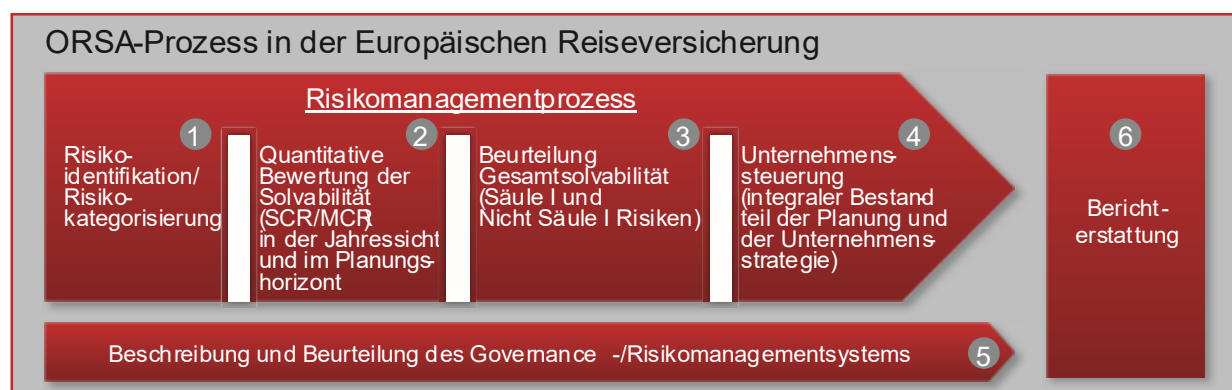 ORSA-Prozess in der Europäischen Reiseversicherung
Risikomanagementprozess
1
Risiko-
identifikation/
Risiko-
kategorisierung
2
Quantitative
Bewertung der
Solvabilität
(SCR/MCR)
in der Jahressicht
und im Planungs-
horizont
3
Beurteilung
Gesamtsolvabilität
(Säule I und
Nicht Säule I Risiken)
4
Unternehmens-
steuerung
(integraler Bestand-
teil der Planung und
der Unternehmens-
strategie)
Beschreibung und Beurteilung des Governance -/Risikomanagementsystems
5
6
Bericht-
erstattung